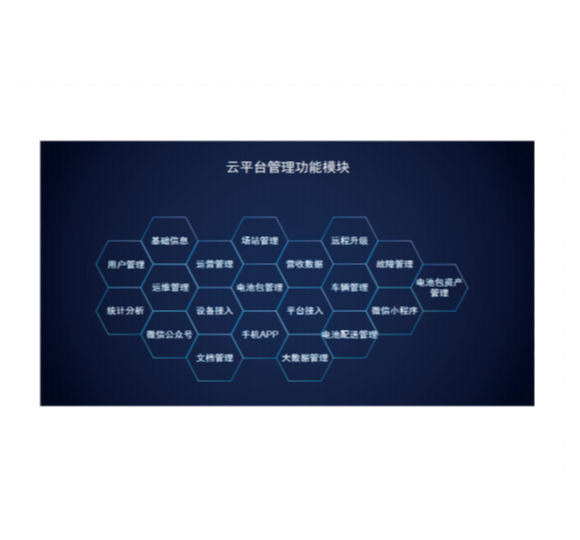 云平台管理功能模块
基础信息
场站管理
远程升级
用户管理
运营管理
营收数据
故障管理
运维管理
电池包管理
车辆管理
电池包资产
管理
统计分析
设备接入
平台接入
微信小程序
微信公众号
手机APP
电池配送管理
文档管理
大数据管理